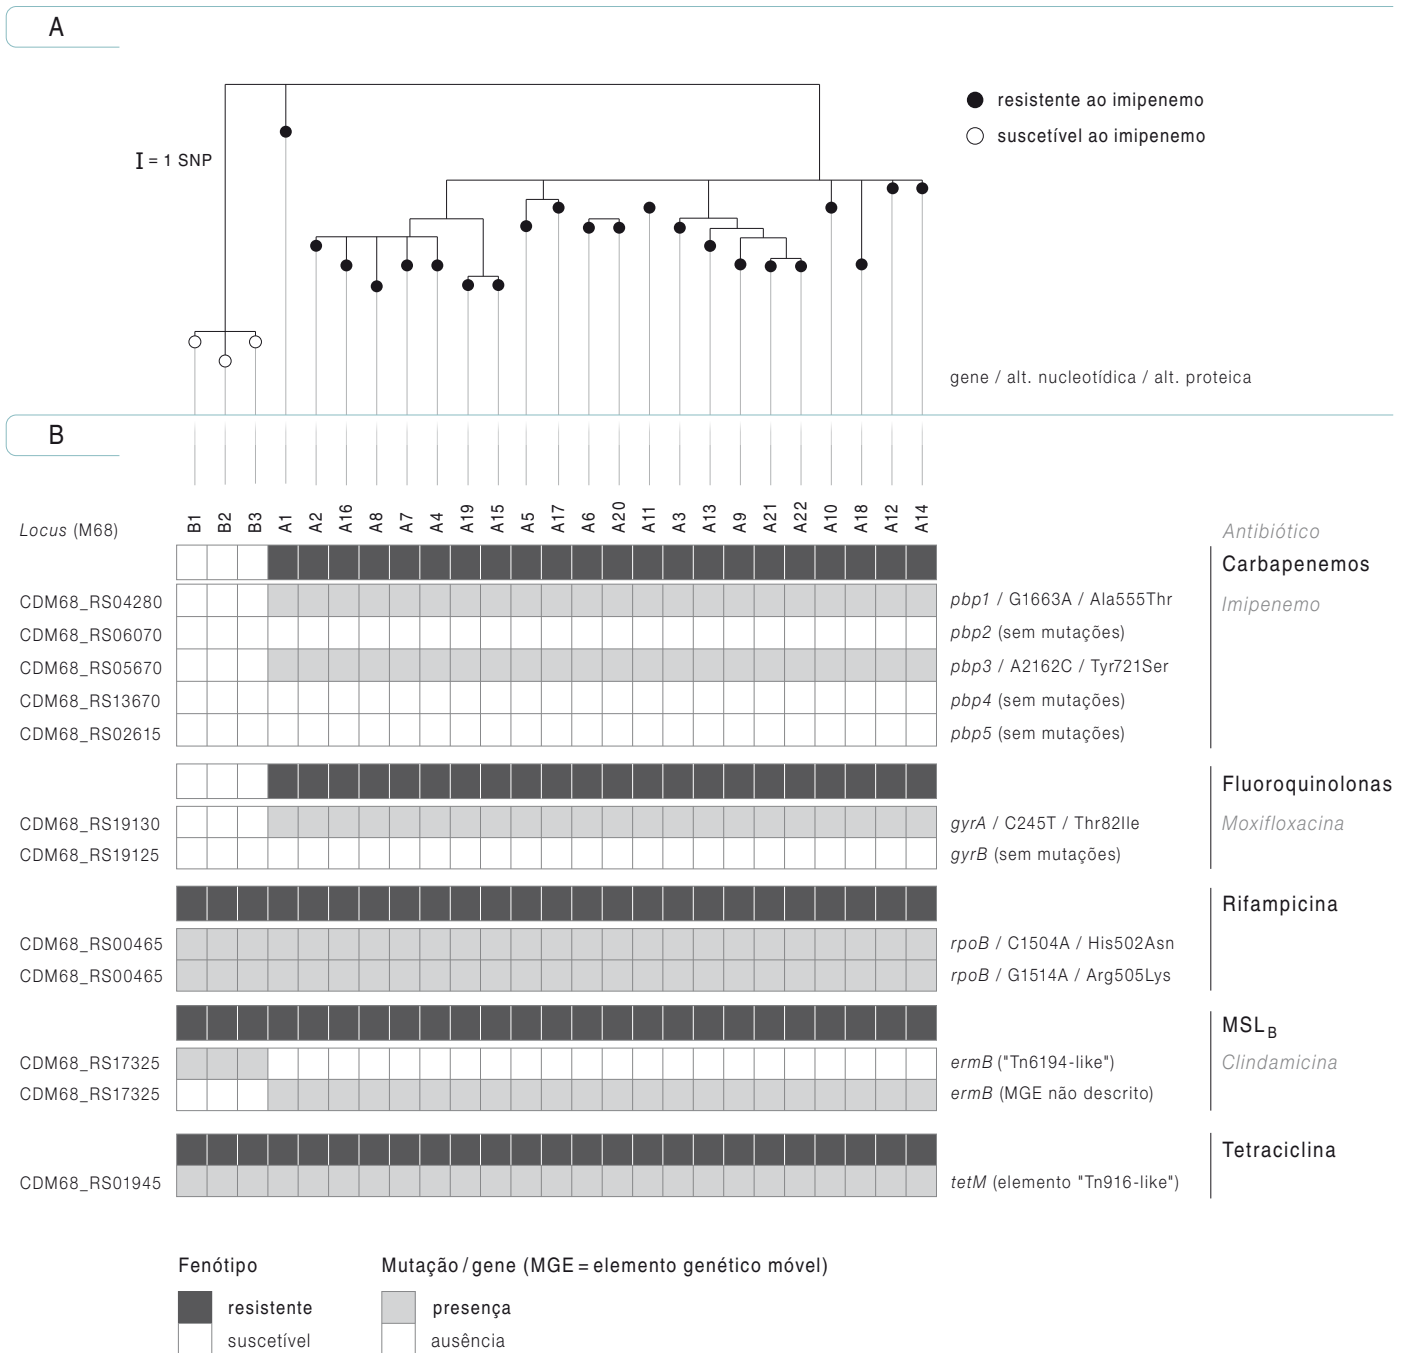 A
resistente ao imipenemo
suscetível ao imipenemo
I = 1 SNP
gene / alt. nucleotídica / alt. proteica
B
Locus (M68)
B1 B2 B3 A1 A2 A16 A8 A7 A4 A19 A15 A5 A17 A6 A20 A11 A3 A13 A9 A21 A22 A10 A18 A12 A14
Antibiótico
Carbapenemos
CDM68_RS04280 pbp1 / G1663A / Ala555Thr Imipenemo
CDM68_RS06070 pbp2 (sem mutações)
CDM68_RS05670 pbp3 / A2162C / Tyr721Ser
CDM68_RS13670 pbp4 (sem mutações)
CDM68_RS02615 pbp5 (sem mutações)
Fluoroquinolonas
CDM68_RS19130 gyrA / C245T / Thr82Ile Moxifloxacina
CDM68_RS19125 gyrB (sem mutações)
Rifampicina
CDM68_RS00465 rpoB / C1504A / His502Asn
CDM68_RS00465 rpoB / G1514A / Arg505Lys
MSLB
CDM68_RS17325 ermB ("Tn6194-like") Clindamicina
CDM68_RS17325 ermB (MGE não descrito)
Tetraciclina
CDM68_RS01945 tetM (elemento "Tn916-like")
Fenótipo Mutação / gene (MGE = elemento genético móvel)
resistente presença
suscetível ausência